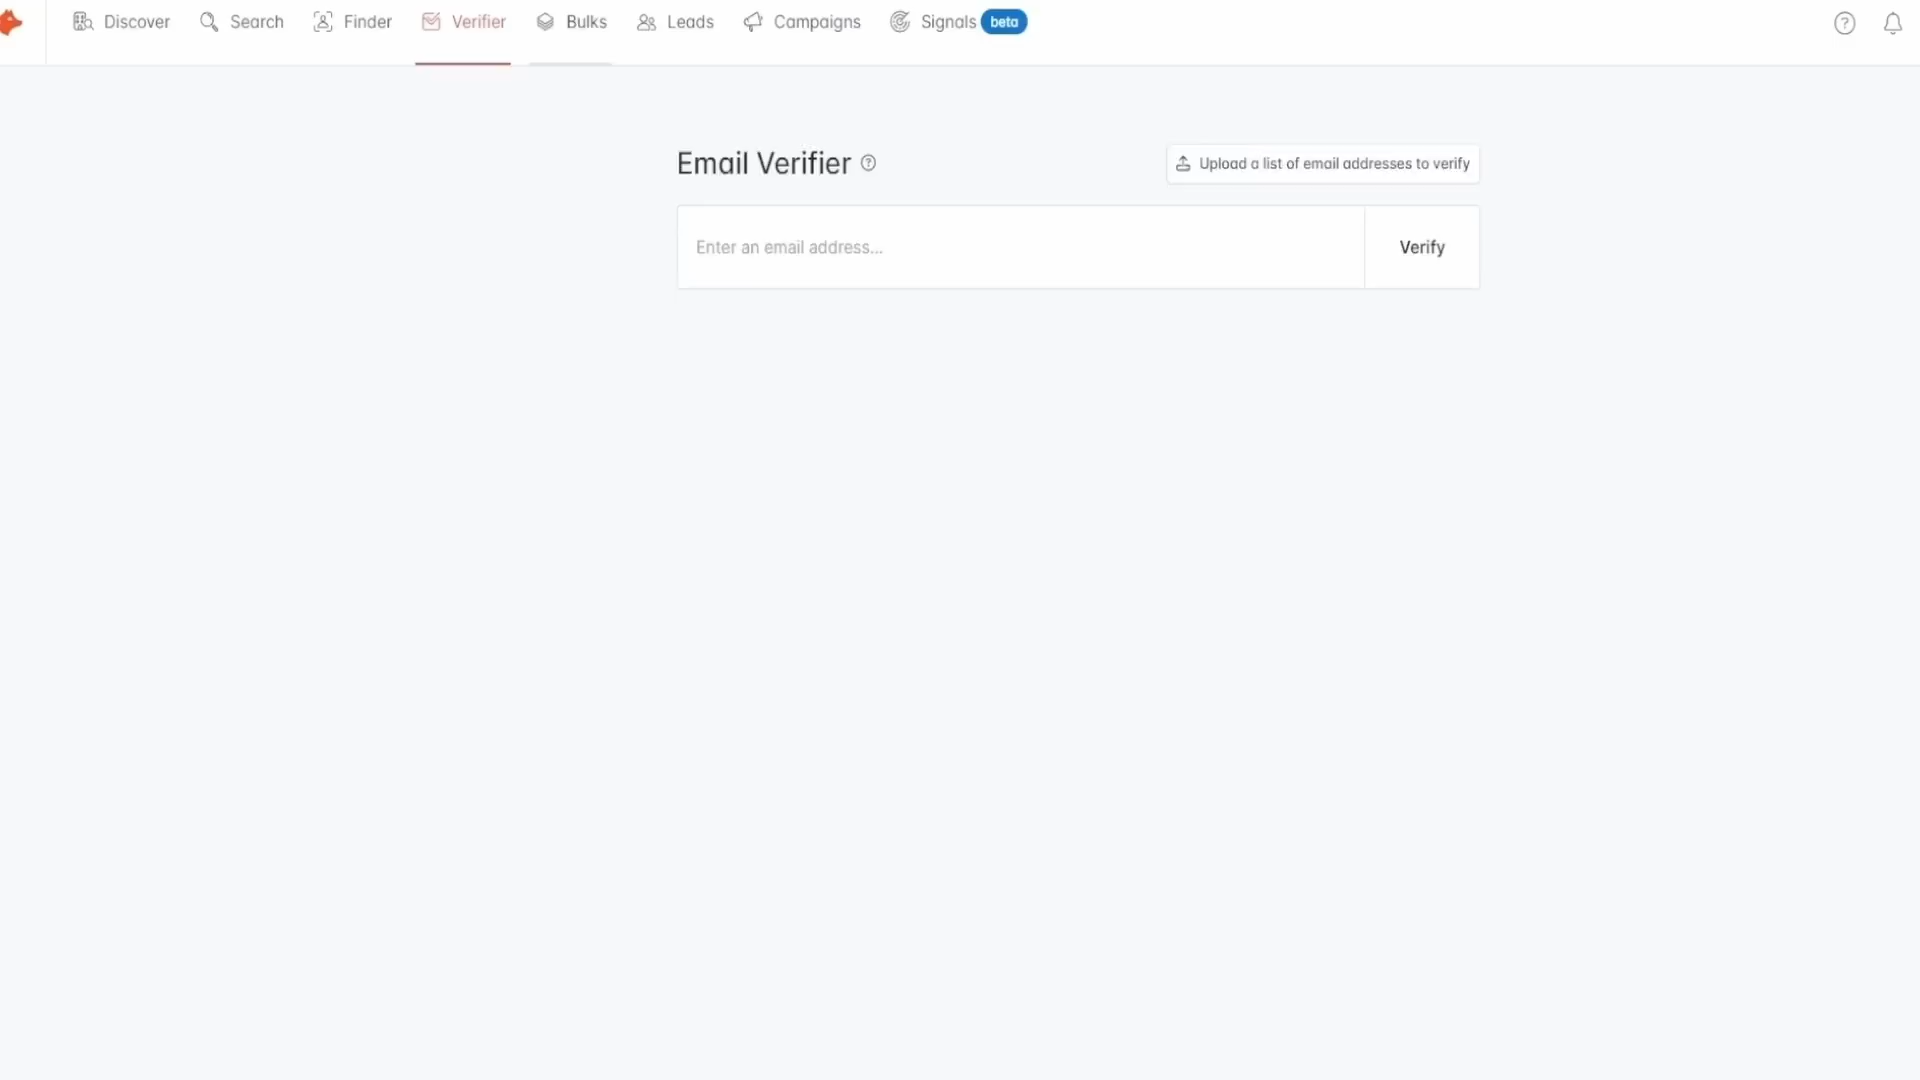 Discover Search Finder Verifier Bulks Leads Campaigns Signals beta
Email Verifier
Upload a list of email addresses to verify
Enter an email address...
Verify